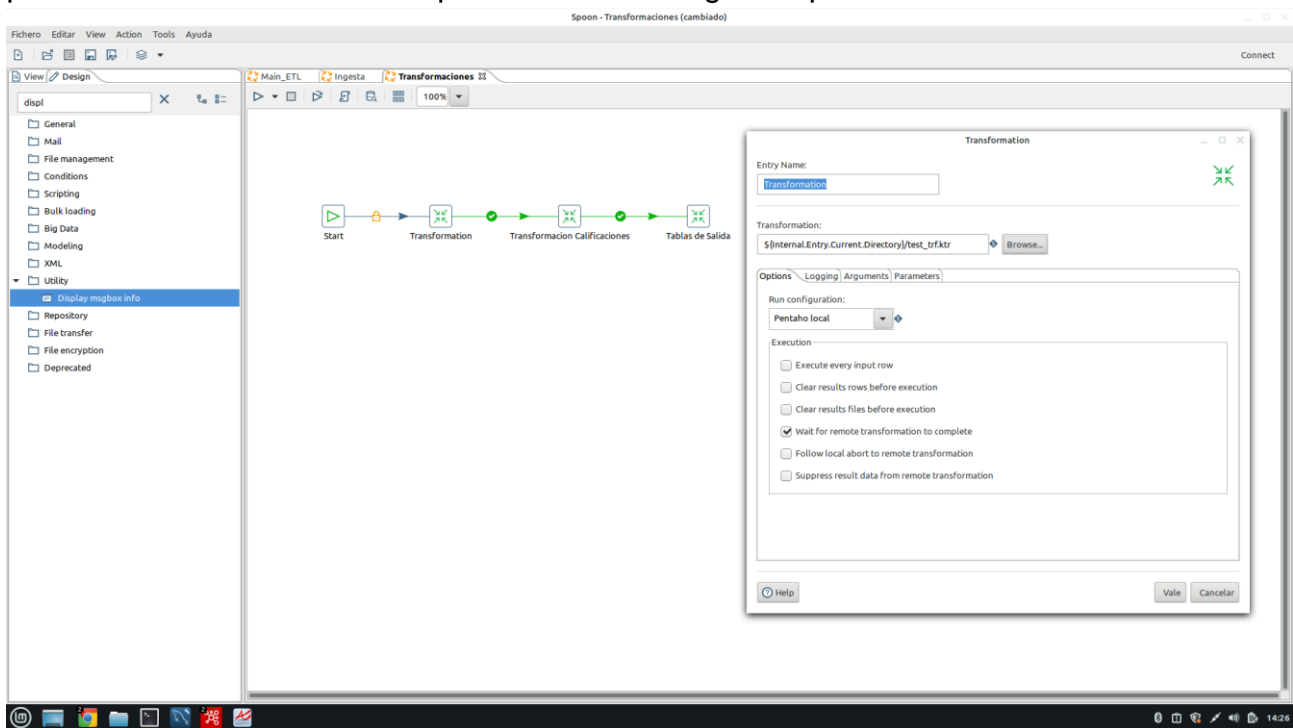 Spoon - Transformaciones (cambiado)
Fichero Editar View Action Tools Ayuda
Connect
View Design
Main_ETL Ingesta Transformaciones
displ
100%
General
Mail
File management
Conditions
Scripting
Bulk loading
Big Data
Modeling
XML
Utility
Display msgbox info
Repository
File transfer
File encryption
Deprecated
Start Transformation Transformacion Calificaciones Tablas de Salida
Transformation
Entry Name:
Transformation
Transformation:
${Internal.Entry.Current.Directory}/test_trf.ktr Browse...
Options Logging Arguments Parameters
Run configuration:
Pentaho local
Execution
Execute every input row
Clear results rows before execution
Clear results files before execution
Wait for remote transformation to complete
Follow local abort to remote transformation
Suppress result data from remote transformation
Help Vale Cancelar
2 2 14:26